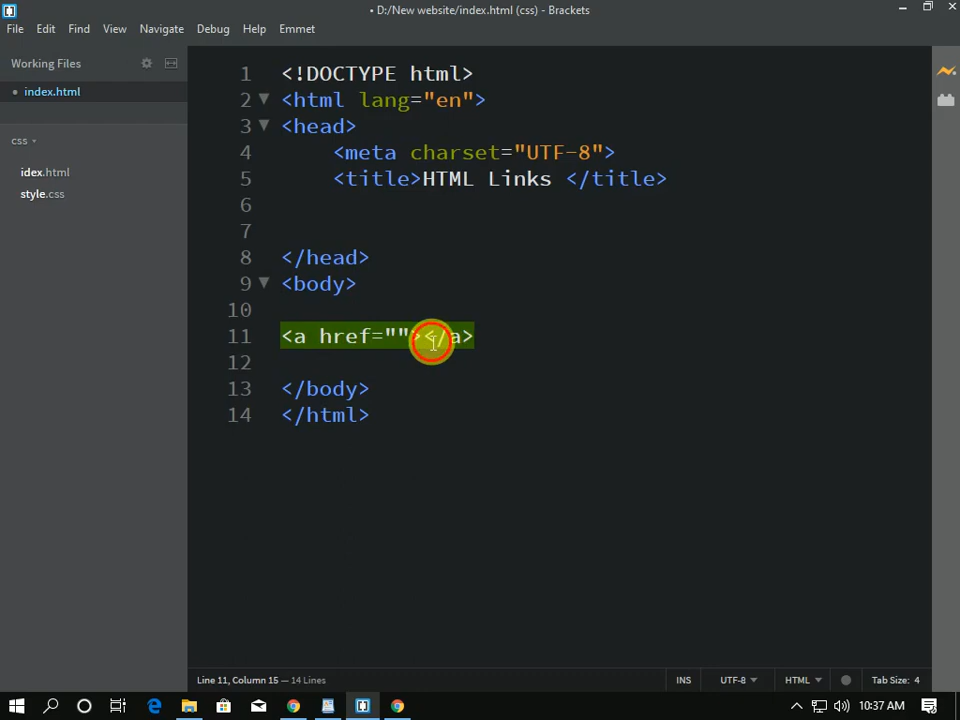 • D:/New website/index.html (css) - Brackets
File Edit Find View Navigate Debug Help Emmet
Working Files
• index.html
css
idex.html
style.css
1 <!DOCTYPE html>
2 <html lang="en">
3 <head>
4 <meta charset="UTF-8">
5 <title>HTML Links </title>
6
7
8 </head>
9 <body>
10
11 <a href=""></a>
12
13 </body>
14 </html>
Line 11, Column 15 — 14 Lines INS UTF-8 HTML Tab Size: 4
10:37 AM